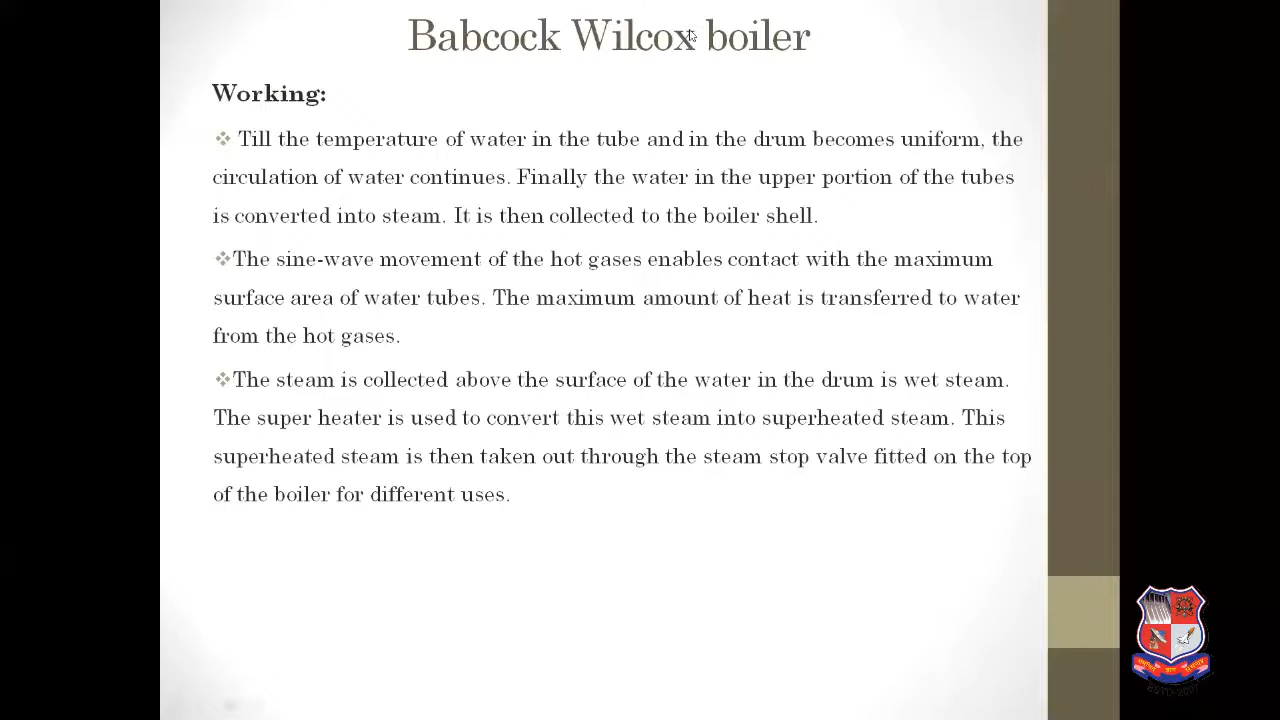 Babcock Wilcox boiler
Working:
Till the temperature of water in the tube and in the drum becomes uniform, the
circulation of water continues. Finally the water in the upper portion of the tubes
is converted into steam. It is then collected to the boiler shell.
The sine-wave movement of the hot gases enables contact with the maximum
surface area of water tubes. The maximum amount of heat is transferred to water
from the hot gases.
The steam is collected above the surface of the water in the drum is wet steam.
The super heater is used to convert this wet steam into superheated steam. This
superheated steam is then taken out through the steam stop valve fitted on the top
of the boiler for different uses.